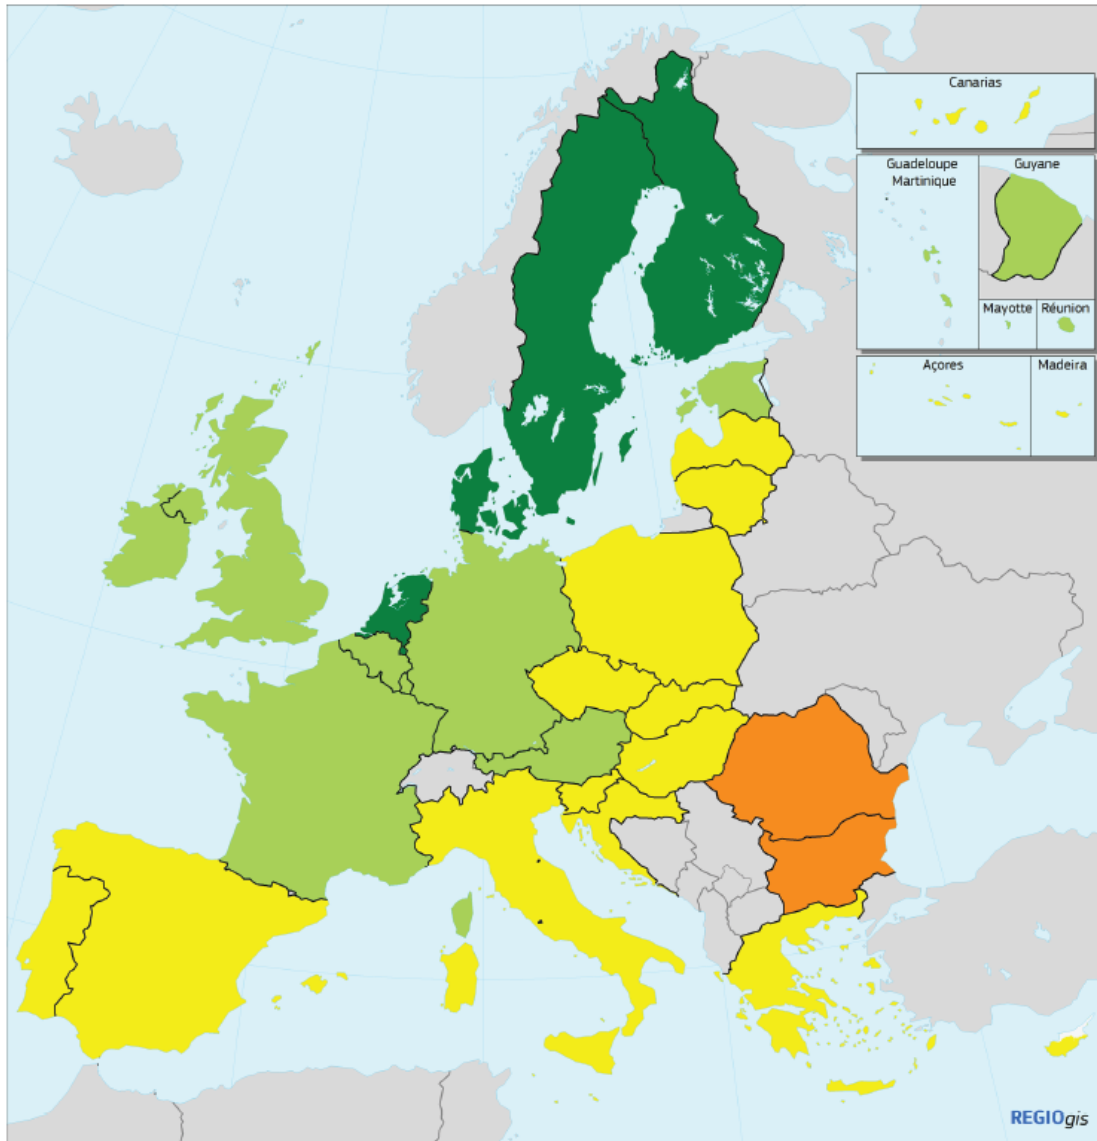 Canarias
Guadeloupe
Martinique
Guyane
Mayotte
Réunion
Açores
Madeira
REGIOgis